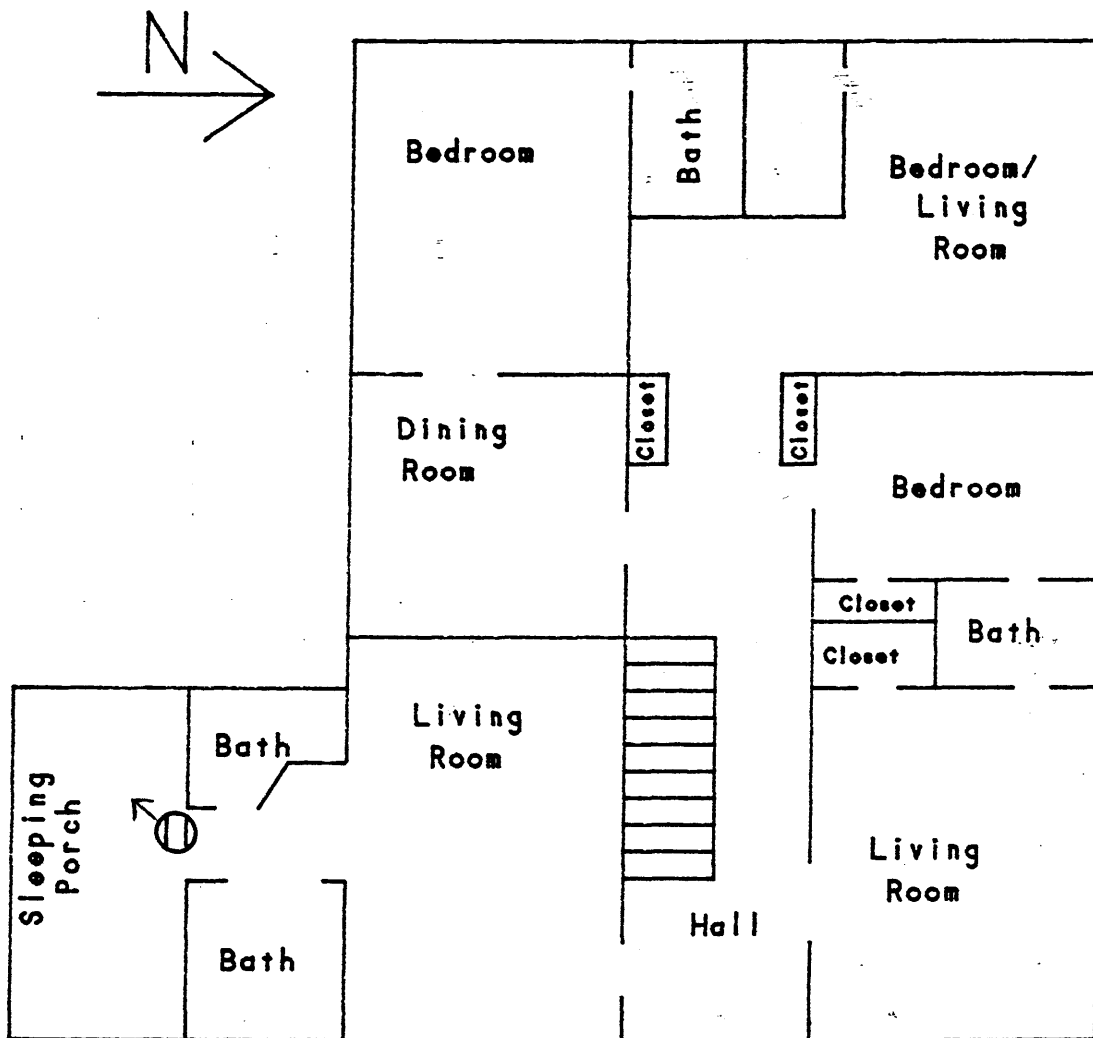 N
Bedroom
Bath
Bedroom/
Living
Room
Dining
Room
Closet
Closet
Bedroom
Closet
Closet
Bath
Living
Room
Bath
Sleeping
Porch
Living
Room
Hall
Bath